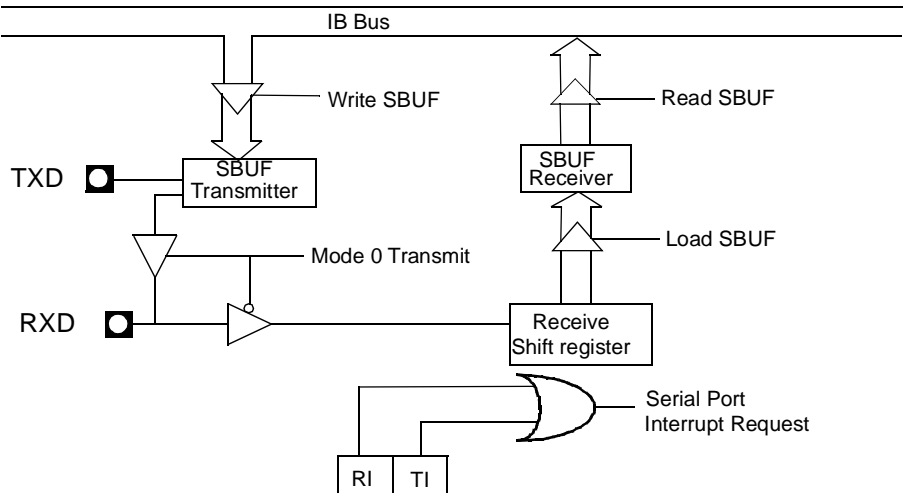 IB Bus
Write SBUF
Read SBUF
TXD
SBUF
Transmitter
SBUF
Receiver
Load SBUF
Mode 0 Transmit
RXD
Receive
Shift register
Serial Port
Interrupt Request
RI
TI